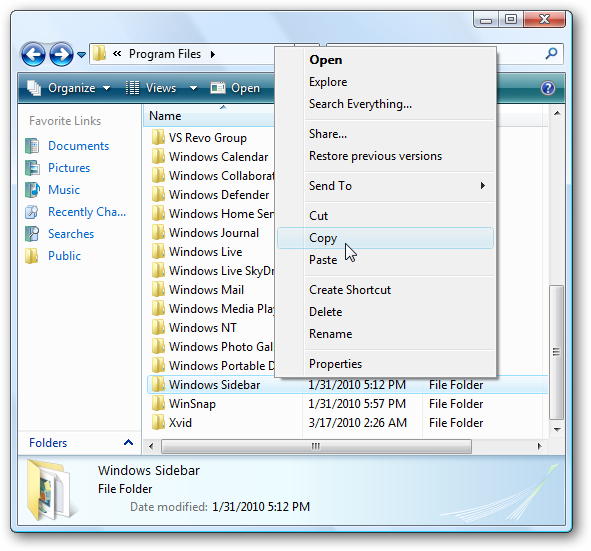 « Program Files
Organize Views Open
Favorite Links
Documents
Pictures
Music
Recently Cha...
Searches
Public
Folders
Name
VS Revo Group
Windows Calendar
Windows Collabora
Windows Defender
Windows Home Ser
Windows Journal
Windows Live
Windows Live SkyD
Windows Mail
Windows Media Pla
Windows NT
Windows Photo Gal
Windows Portable D
Windows Sidebar 1/31/2010 5:12 PM File Folder
WinSnap 1/31/2010 5:57 PM File Folder
Xvid 3/17/2010 2:26 AM File Folder
Open
Explore
Search Everything...
Share...
Restore previous versions
Send To
Cut
Copy
Paste
Create Shortcut
Delete
Rename
Properties
Windows Sidebar
File Folder
Date modified: 1/31/2010 5:12 PM